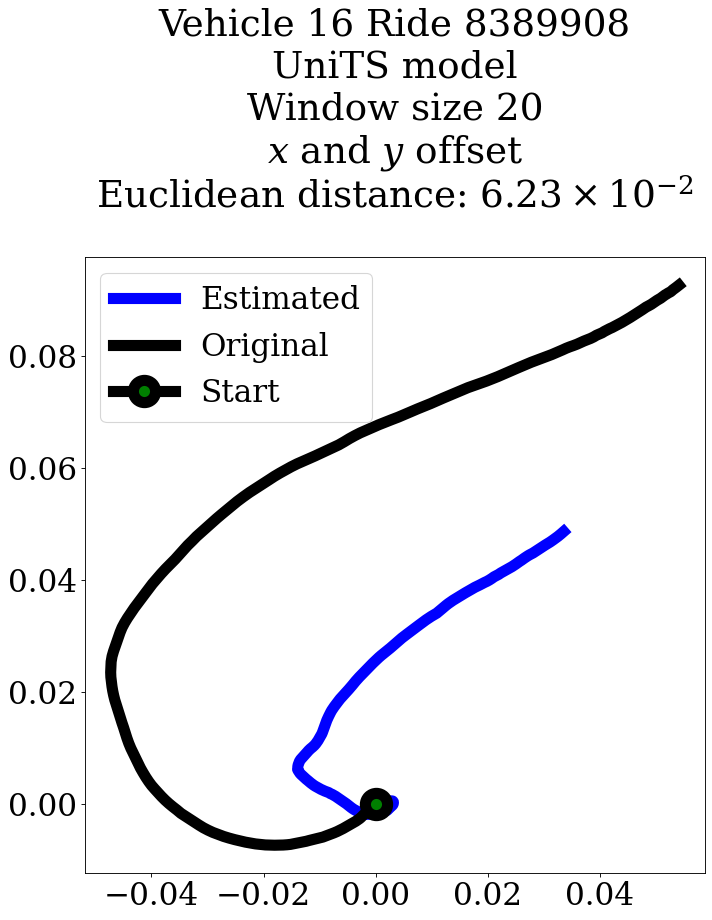 Vehicle 16 Ride 8389908
UniTS model
Window size 20
x and y offset
Euclidean distance: 6.23 × 10⁻²
Estimated
Original
Start
0.08
0.06
0.04
0.02
0.00
−0.04 −0.02 0.00 0.02 0.04